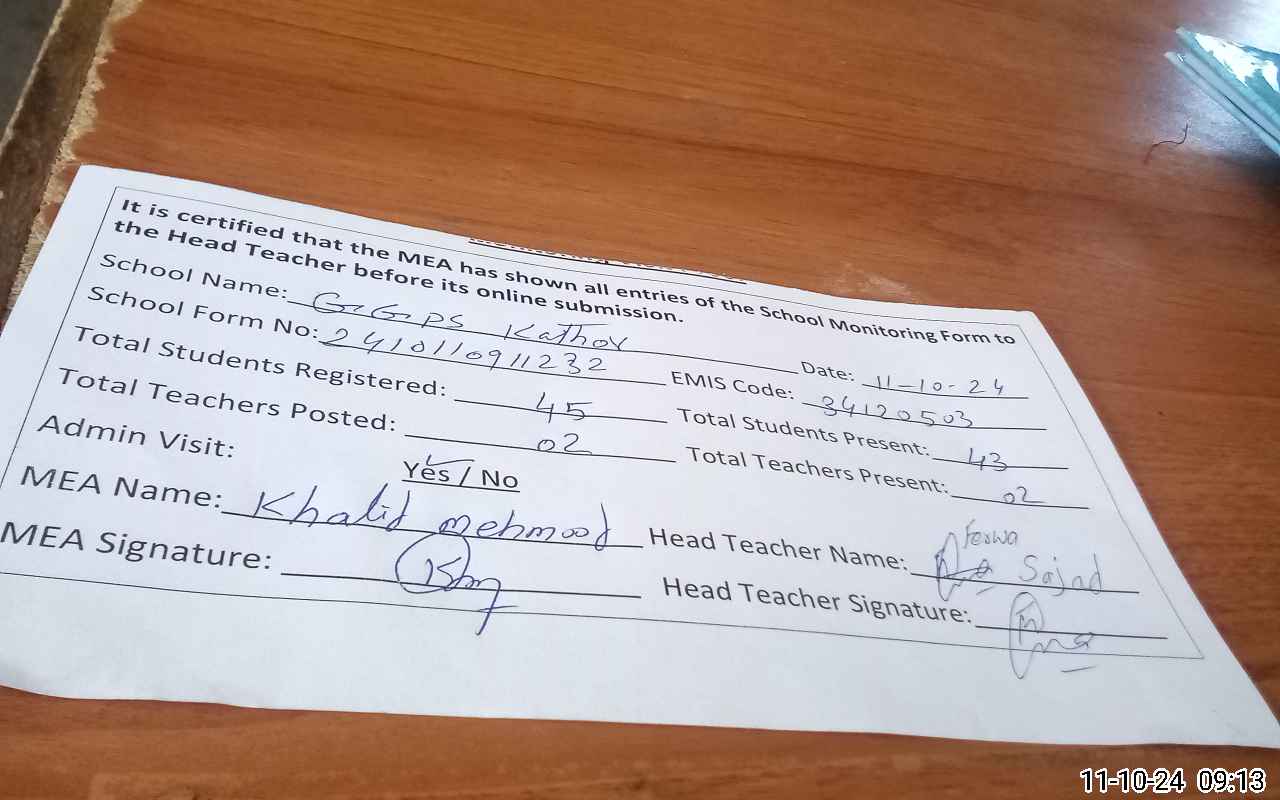 It is certified that the MEA has shown all entries of the School Monitoring Form to
the Head Teacher before its online submission.
School Name: G.G.PS Kathor Date: 11-10-24
School Form No: 2410110911232 EMIS Code: 34120503
Total Students Registered: 45 Total Students Present: 43
Total Teachers Posted: 02 Total Teachers Present: 02
Admin Visit: Yes / No
MEA Name: Khalid mehmood Head Teacher Name: Ferwa Sajad
MEA Signature: Head Teacher Signature:
11-10-24 09:13